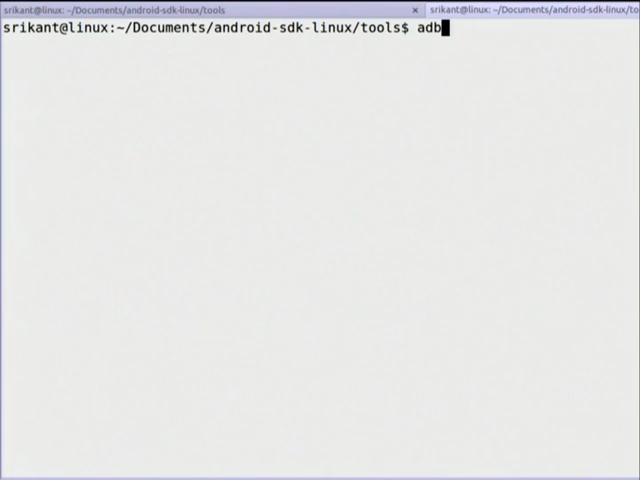 srikant@linux: ~/Documents/android-sdk-linux/tools × srikant@linux: ~/Documents/android-sdk-linux/to
srikant@linux:~/Documents/android-sdk-linux/tools$ adb